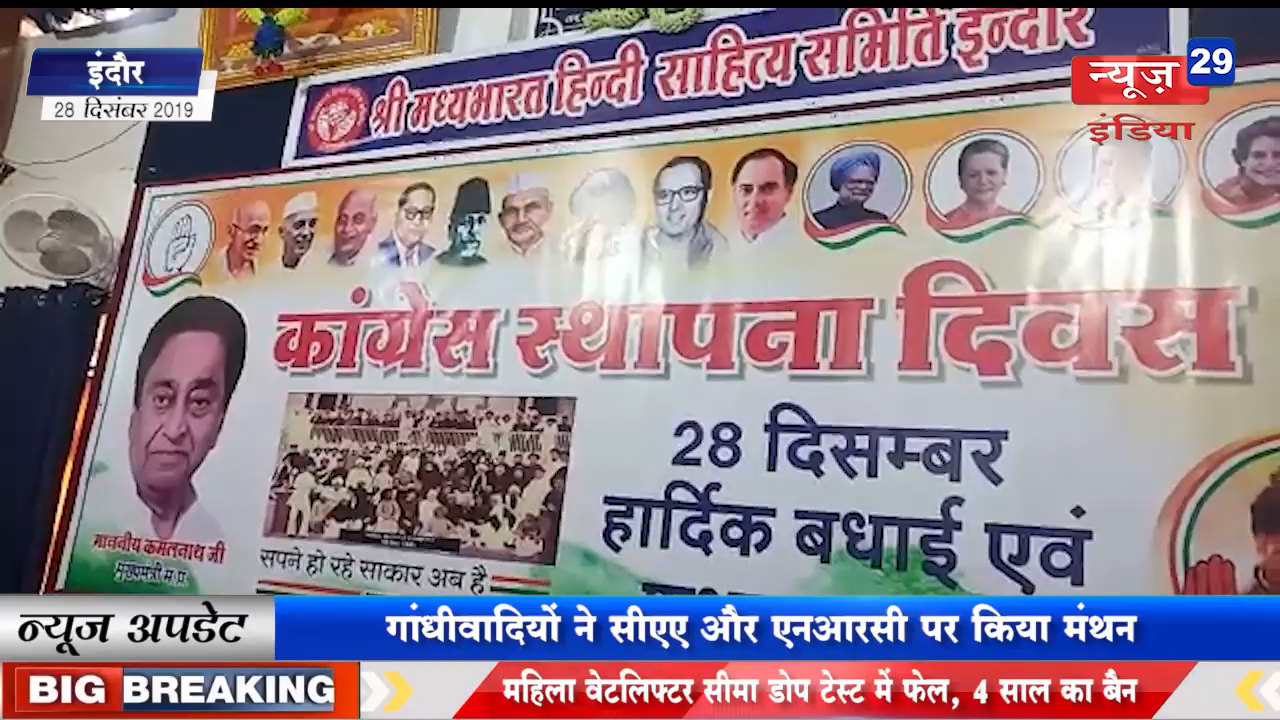 इंदौर
28 दिसंबर 2019
श्री मध्यभारत हिन्दी साहित्य समिति इन्दौर
न्यूज़ 29
इंडिया
कांग्रेस स्थापना दिवस
28 दिसम्बर
हार्दिक बधाई एवं
माननीय कमलनाथ जी
मुख्यमंत्री म.प्र.
सपने हो रहे साकार अब है
न्यूज अपडेट
गांधीवादियों ने सीएए और एनआरसी पर किया मंथन
BIG BREAKING
महिला वेटलिफ्टर सीमा डोप टेस्ट में फेल, 4 साल का बैन